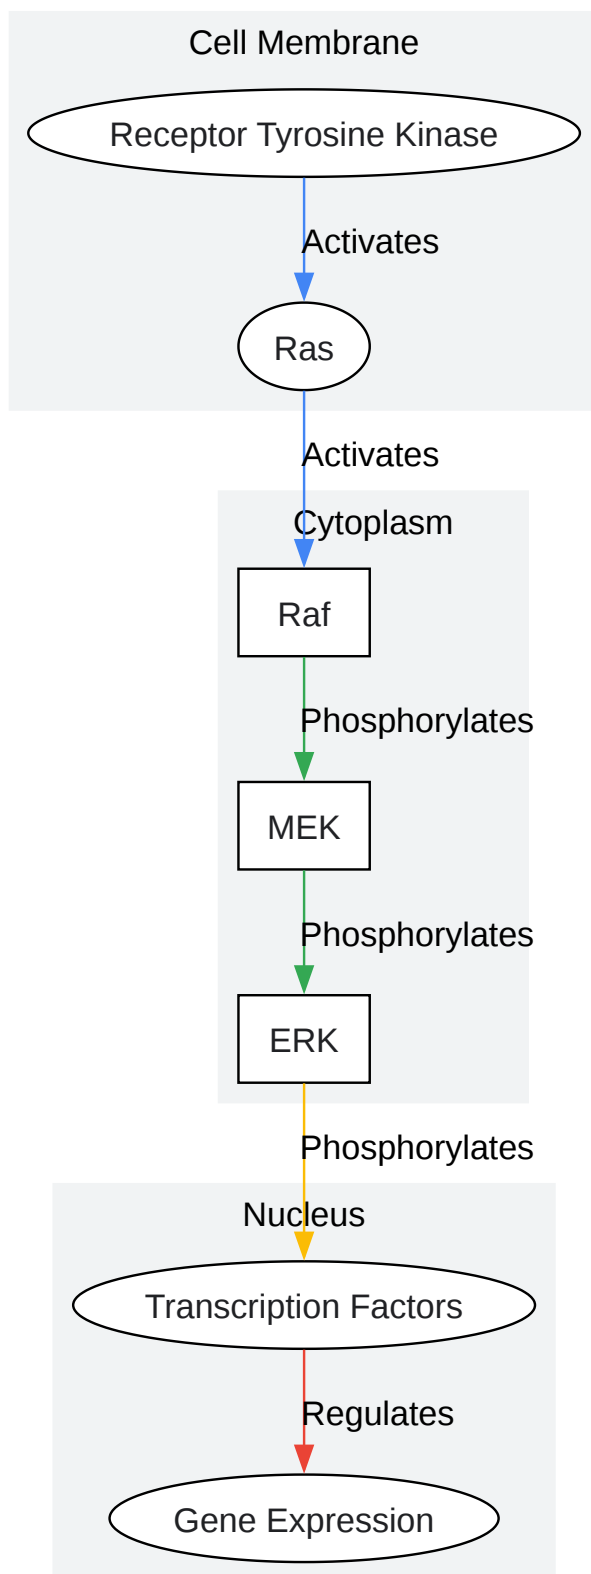 Cell Membrane
Receptor Tyrosine Kinase
Activates
Ras
Activates
Cytoplasm
Raf
Phosphorylates
MEK
Phosphorylates
ERK
Phosphorylates
Nucleus
Transcription Factors
Regulates
Gene Expression